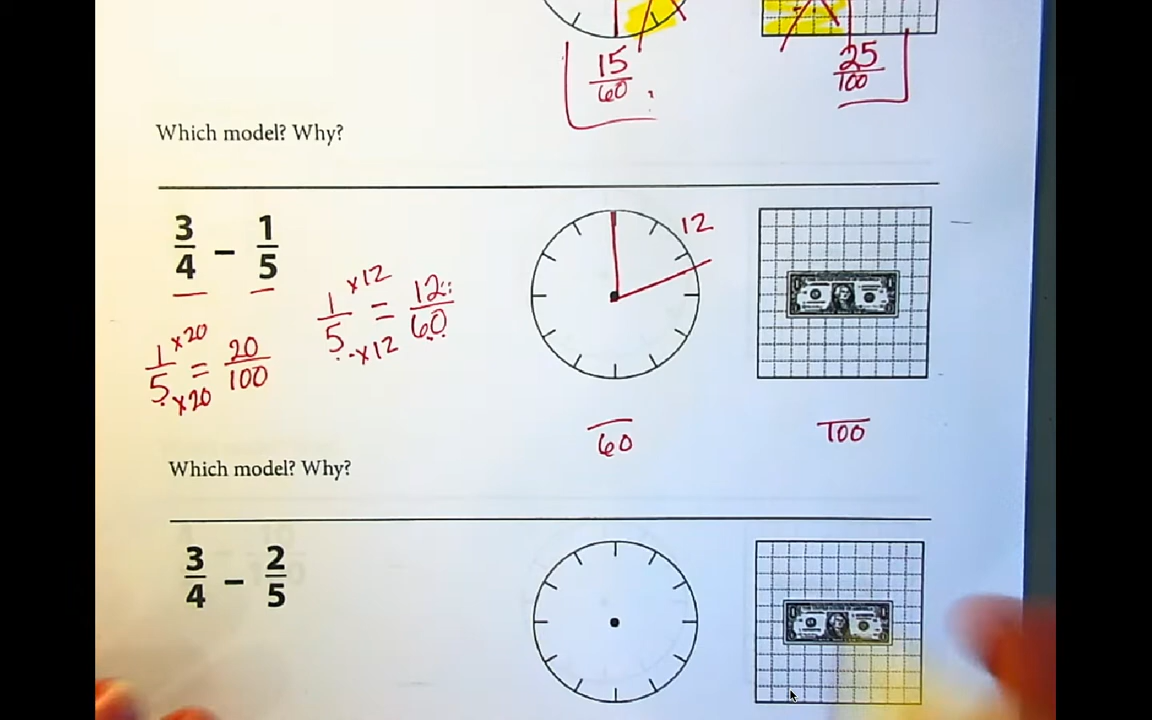 15/60
25/100
Which model? Why?
3/4 − 1/5
1/5 ×12/×12 = 12/60
12
1/5 ×20/×20 = 20/100
/60
/100
Which model? Why?
3/4 − 2/5